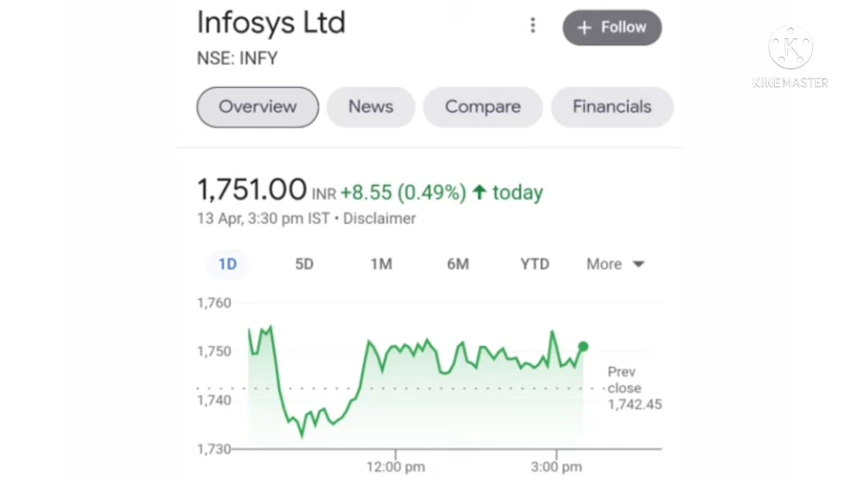 Infosys Ltd
+ Follow
NSE: INFY
KINEMASTER
Overview News Compare Financials
1,751.00 INR +8.55 (0.49%) ↑ today
13 Apr, 3:30 pm IST • Disclaimer
1D 5D 1M 6M YTD More
1,760
1,750
1,740
1,730
Prev
close
1,742.45
12:00 pm 3:00 pm